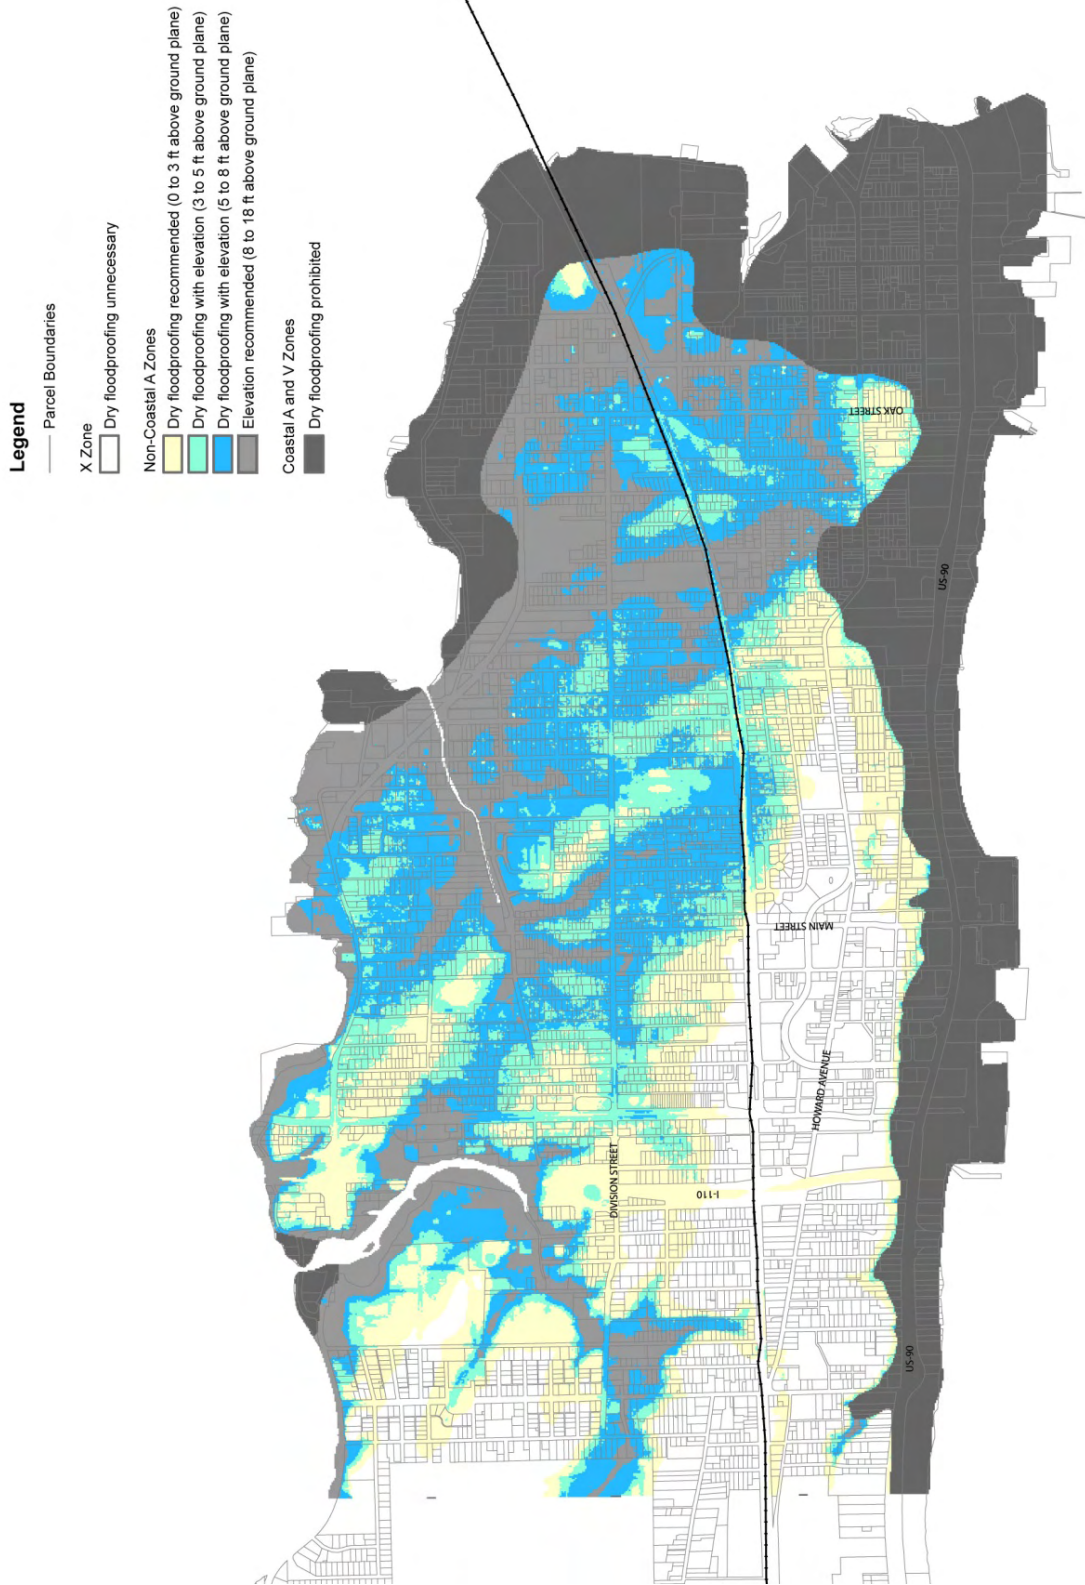 Legend
Parcel Boundaries
X Zone
Dry floodproofing unnecessary
Non-Coastal A Zones
Dry floodproofing recommended (0 to 3 ft above ground plane)
Dry floodproofing with elevation (3 to 5 ft above ground plane)
Dry floodproofing with elevation (5 to 8 ft above ground plane)
Elevation recommended (8 to 18 ft above ground plane)
Coastal A and V Zones
Dry floodproofing prohibited
OAK STREET
US-90
MAIN STREET
HOWARD AVENUE
DIVISION STREET
I-110
US-90